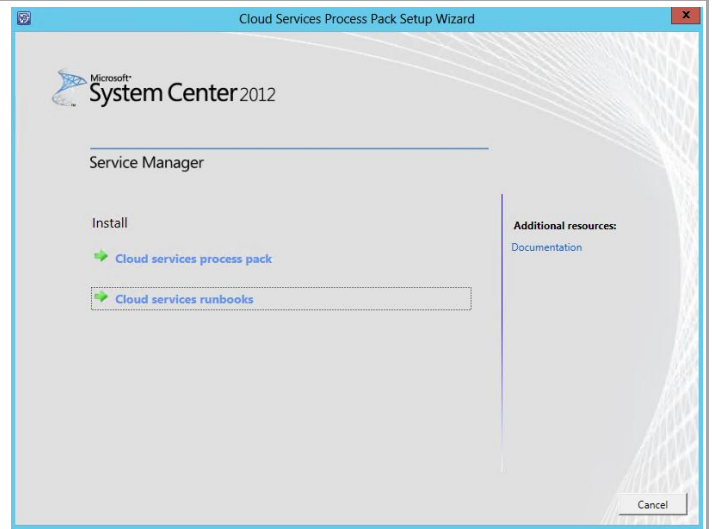 Cloud Services Process Pack Setup Wizard
x
Microsoft
System Center 2012
Service Manager
Install
Cloud services process pack
Cloud services runbooks
Additional resources:
Documentation
Cancel